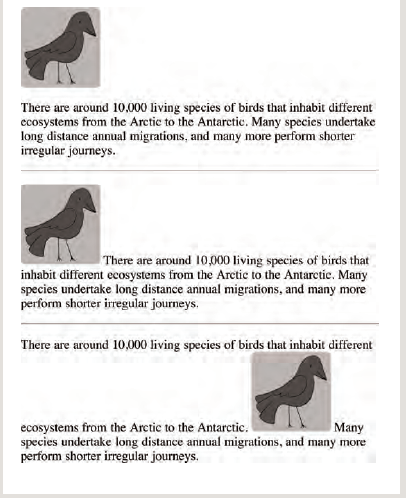 There are around 10,000 living species of birds that inhabit different
ecosystems from the Arctic to the Antarctic. Many species undertake
long distance annual migrations, and many more perform shorter
irregular journeys.
There are around 10,000 living species of birds that
inhabit different ecosystems from the Arctic to the Antarctic. Many
species undertake long distance annual migrations, and many more
perform shorter irregular journeys.
There are around 10,000 living species of birds that inhabit different
ecosystems from the Arctic to the Antarctic. Many
species undertake long distance annual migrations, and many more
perform shorter irregular journeys.